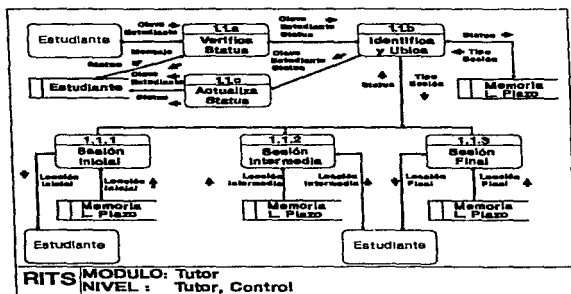 Estudiante
Clave
Estudiante
1.1.a
Verifica
Status
Clave
Estudiante
Status
1.1.b
Identifica
y Ubica
Status
Tipo
Sesión
Memoria
L. Plazo
Mensaje
Status
Estudiante
Clave
Estudiante
Status
1.1.c
Actualiza
Status
Clave
Estudiante
Status
Status
Tipo
Sesión
1.1.1
Sesión
Inicial
1.1.2
Sesión
Intermedia
1.1.3
Sesión
Final
Lección
Inicial
Lección
Inicial
Lección
Intermedia
Lección
Intermedia
Lección
Final
Lección
Final
Memoria
L. Plazo
Memoria
L. Plazo
Memoria
L. Plazo
Estudiante
Estudiante
RITS
MODULO: Tutor
NIVEL : Tutor, Control